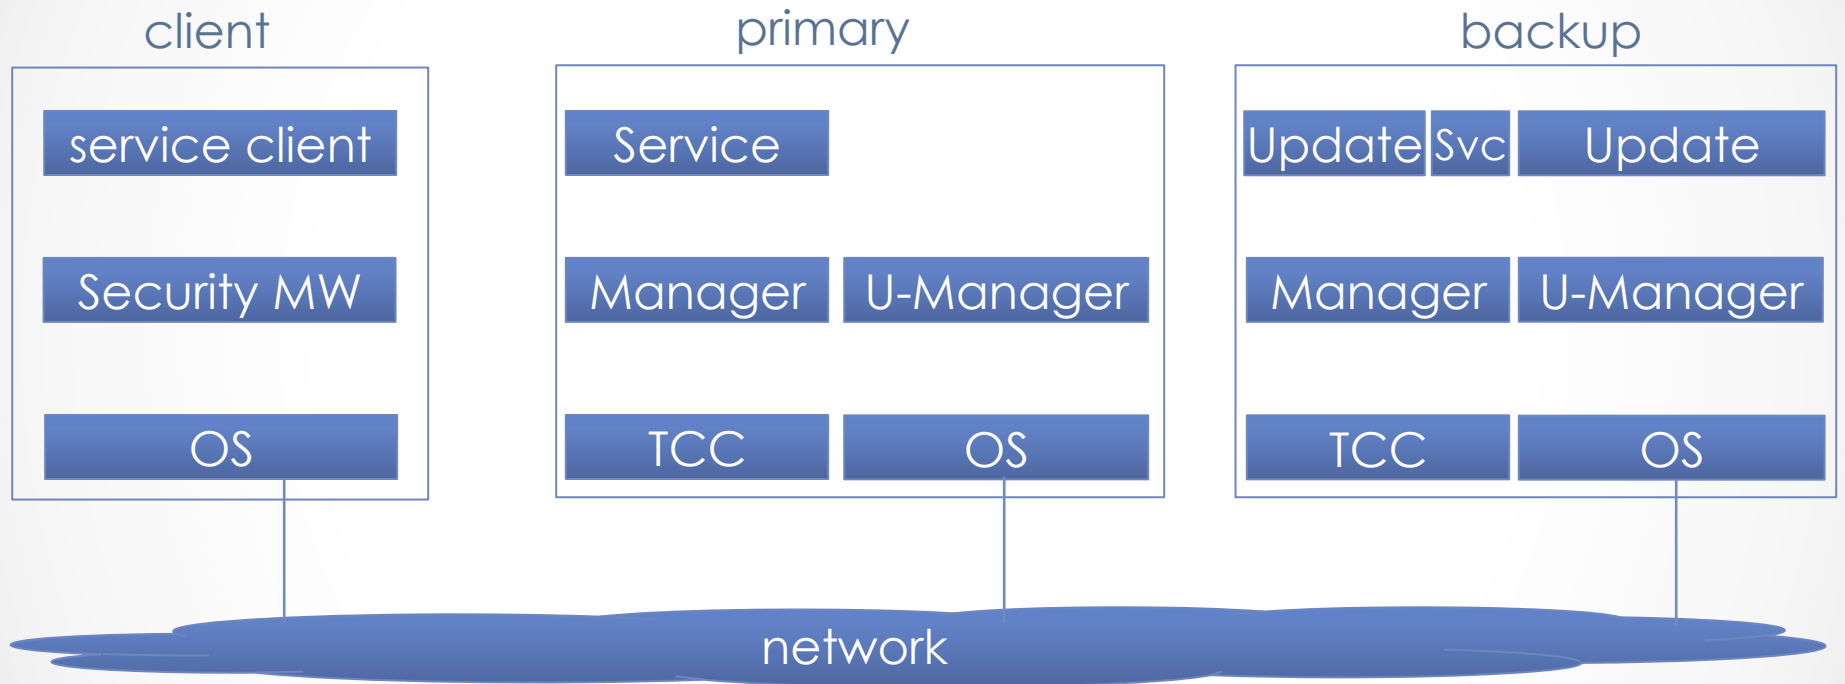 client
primary
backup
service client
Service
Update
Svc
Update
Security MW
Manager
U-Manager
Manager
U-Manager
OS
TCC
OS
TCC
OS
network